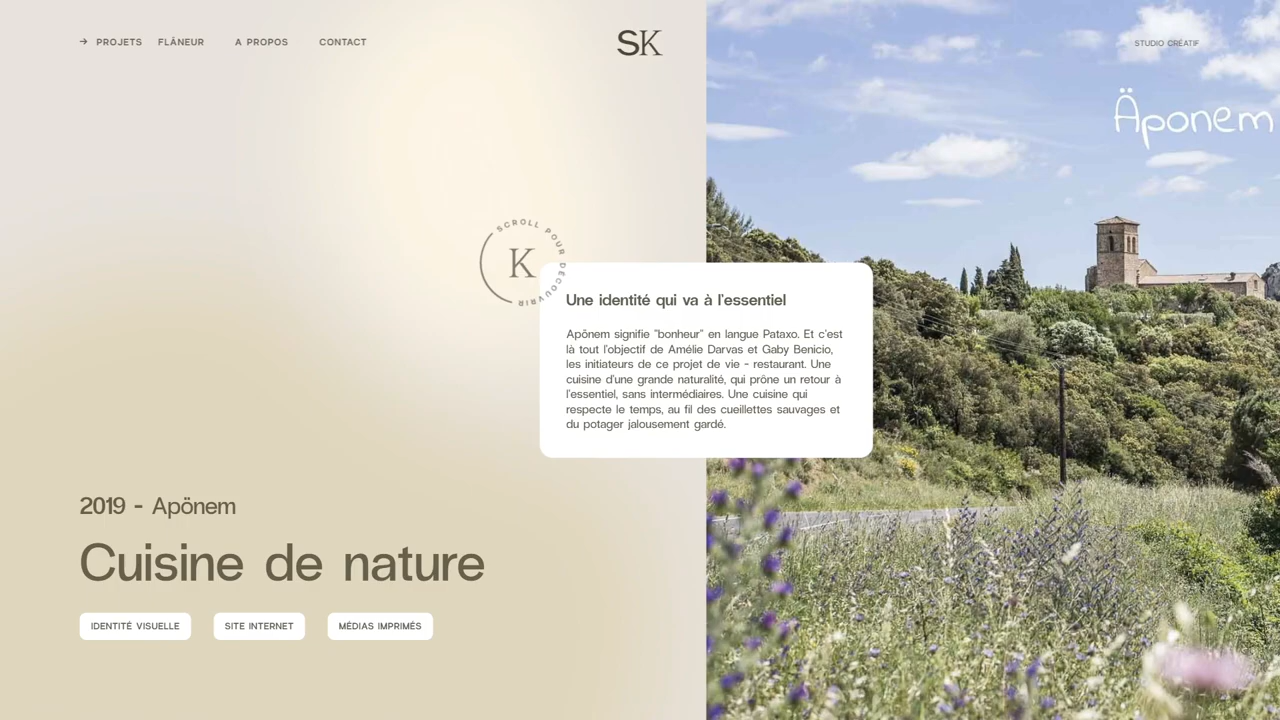 → PROJETS FLÂNEUR A PROPOS CONTACT
SK
STUDIO CRÉATIF
Äponem
SCROLL POUR DÉCOUVRIR
K
Une identité qui va à l'essentiel
Apönem signifie "bonheur" en langue Pataxo. Et c'est
là tout l'objectif de Amélie Darvas et Gaby Benicio,
les initiateurs de ce projet de vie - restaurant. Une
cuisine d'une grande naturalité, qui prône un retour à
l'essentiel, sans intermédiaires. Une cuisine qui
respecte le temps, au fil des cueillettes sauvages et
du potager jalousement gardé.
2019 - Apönem
Cuisine de nature
IDENTITÉ VISUELLE
SITE INTERNET
MÉDIAS IMPRIMÉS